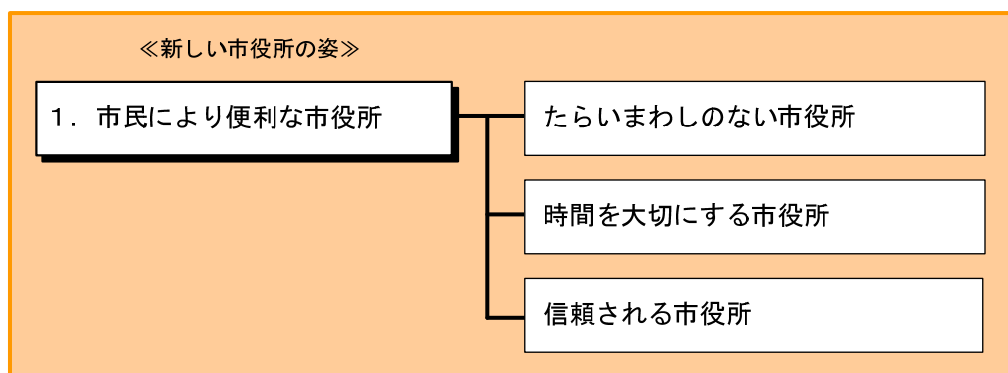 ≪新しい市役所の姿≫
１．市民により便利な市役所
たらいまわしのない市役所
時間を大切にする市役所
信頼される市役所